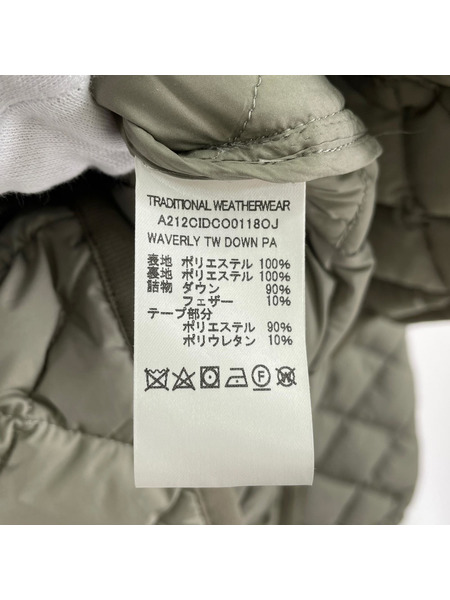 TRADITIONAL WEATHERWEAR
A212CIDCO0118OJ
WAVERLY TW DOWN PA
表地 ポリエステル 100%
裏地 ポリエステル 100%
詰物 ダウン 90%
フェザー 10%
テープ部分
ポリエステル 90%
ポリウレタン 10%